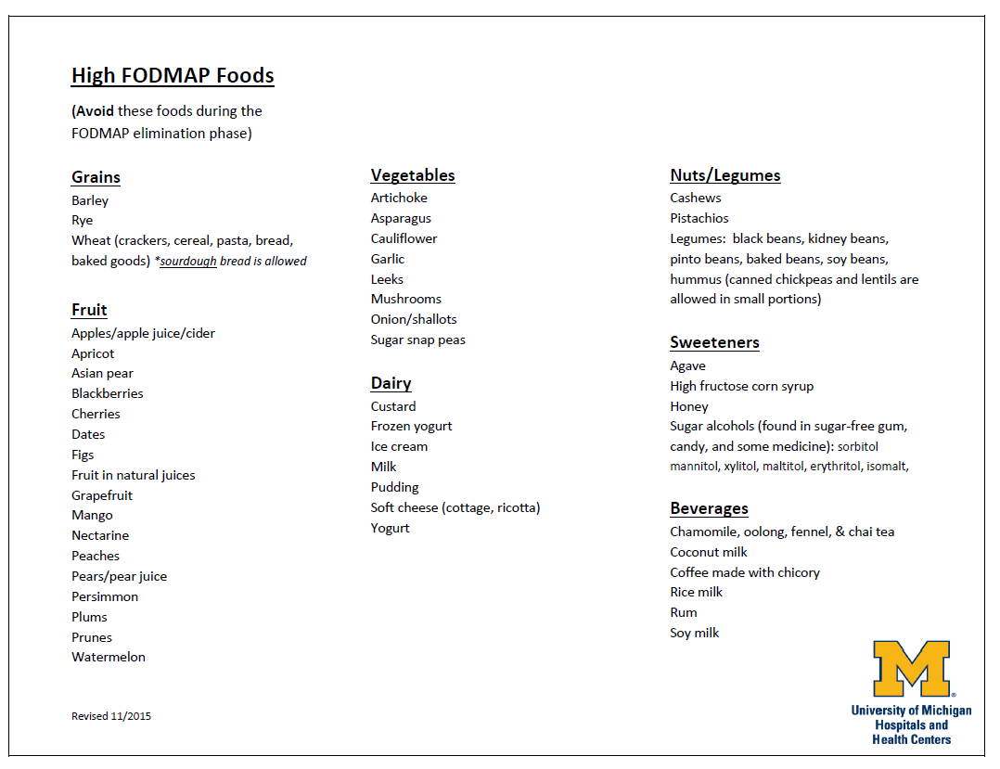 High FODMAP Foods
(Avoid these foods during the
FODMAP elimination phase)
Grains
Barley
Rye
Wheat (crackers, cereal, pasta, bread,
baked goods) *sourdough bread is allowed
Fruit
Apples/apple juice/cider
Apricot
Asian pear
Blackberries
Cherries
Dates
Figs
Fruit in natural juices
Grapefruit
Mango
Nectarine
Peaches
Pears/pear juice
Persimmon
Plums
Prunes
Watermelon
Vegetables
Artichoke
Asparagus
Cauliflower
Garlic
Leeks
Mushrooms
Onion/shallots
Sugar snap peas
Dairy
Custard
Frozen yogurt
Ice cream
Milk
Pudding
Soft cheese (cottage, ricotta)
Yogurt
Nuts/Legumes
Cashews
Pistachios
Legumes: black beans, kidney beans,
pinto beans, baked beans, soy beans,
hummus (canned chickpeas and lentils are
allowed in small portions)
Sweeteners
Agave
High fructose corn syrup
Honey
Sugar alcohols (found in sugar-free gum,
candy, and some medicine): sorbitol
mannitol, xylitol, maltitol, erythritol, isomalt,
Beverages
Chamomile, oolong, fennel, & chai tea
Coconut milk
Coffee made with chicory
Rice milk
Rum
Soy milk
Revised 11/2015
M®
University of Michigan
Hospitals and
Health Centers